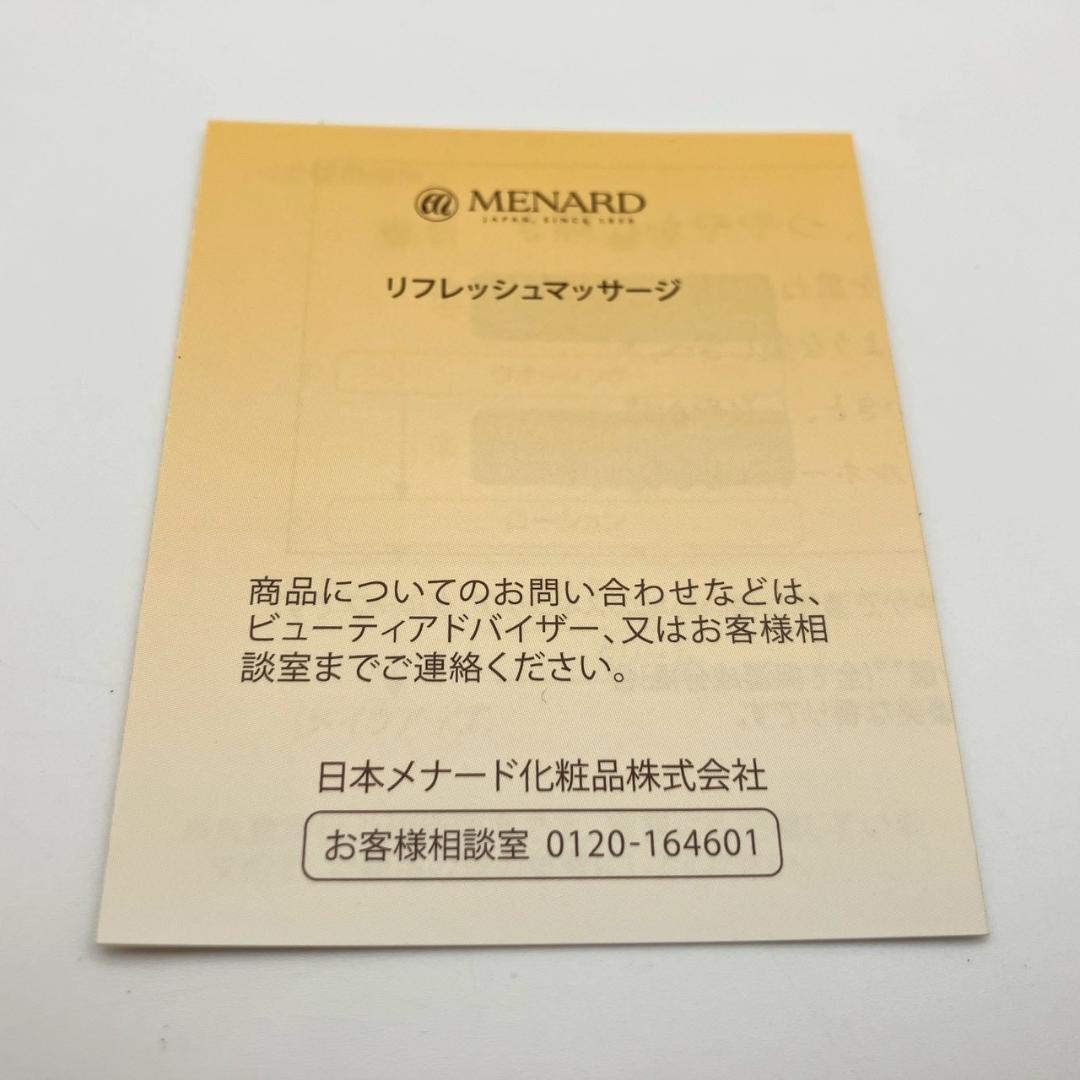 MENARD
JAPAN, SINCE 1959
リフレッシュマッサージ
商品についてのお問い合わせなどは、
ビューティアドバイザー、又はお客様相
談室までご連絡ください。
日本メナード化粧品株式会社
お客様相談室 0120-164601